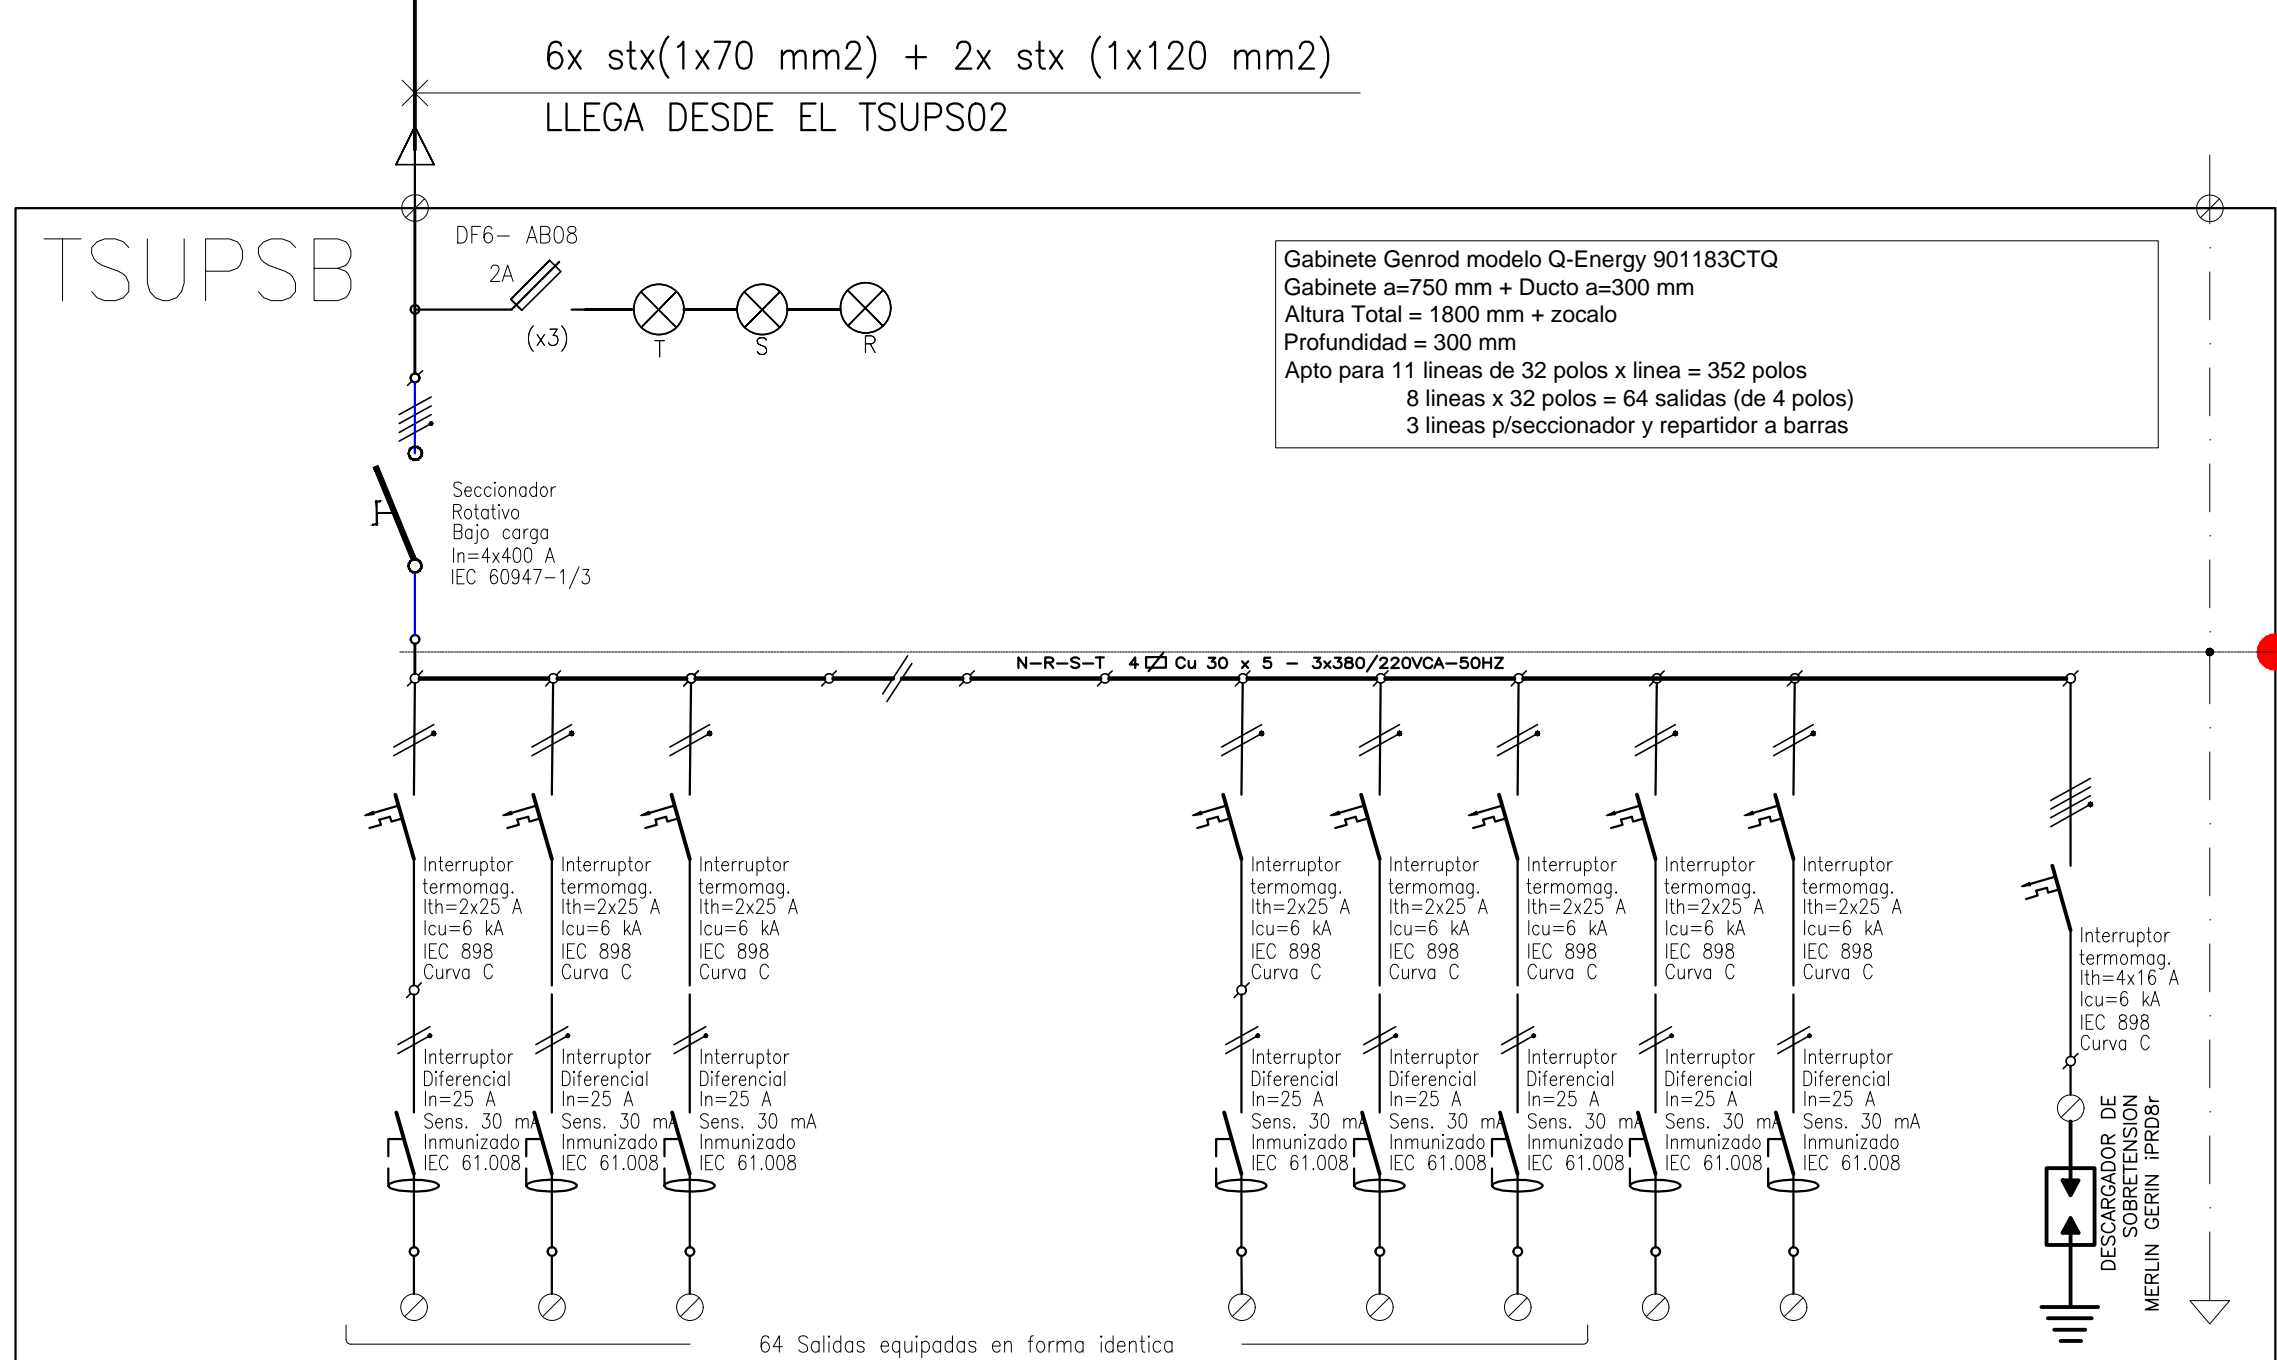 6x stx(1x70 mm2) + 2x stx (1x120 mm2)
LLEGA DESDE EL TSUPS02
TSUPSB
DF6- AB08
2A
(x3)
T
S
R
Gabinete Genrod modelo Q-Energy 901183CTQ
Gabinete a=750 mm + Ducto a=300 mm
Altura Total = 1800 mm + zocalo
Profundidad = 300 mm
Apto para 11 lineas de 32 polos x linea = 352 polos
8 lineas x 32 polos = 64 salidas (de 4 polos)
3 lineas p/seccionador y repartidor a barras
Seccionador
Rotativo
Bajo carga
In=4x400 A
IEC 60947-1/3
N-R-S-T 4 Cu 30 x 5 - 3x380/220VCA-50HZ
Interruptor
termomag.
Ith=2x25 A
Icu=6 kA
IEC 898
Curva C
Interruptor
Diferencial
In=25 A
Sens. 30 mA
Inmunizado
IEC 61.008
Interruptor
termomag.
Ith=2x25 A
Icu=6 kA
IEC 898
Curva C
Interruptor
Diferencial
In=25 A
Sens. 30 mA
Inmunizado
IEC 61.008
Interruptor
termomag.
Ith=2x25 A
Icu=6 kA
IEC 898
Curva C
Interruptor
Diferencial
In=25 A
Sens. 30 mA
Inmunizado
IEC 61.008
Interruptor
termomag.
Ith=2x25 A
Icu=6 kA
IEC 898
Curva C
Interruptor
Diferencial
In=25 A
Sens. 30 mA
Inmunizado
IEC 61.008
Interruptor
termomag.
Ith=2x25 A
Icu=6 kA
IEC 898
Curva C
Interruptor
Diferencial
In=25 A
Sens. 30 mA
Inmunizado
IEC 61.008
Interruptor
termomag.
Ith=2x25 A
Icu=6 kA
IEC 898
Curva C
Interruptor
Diferencial
In=25 A
Sens. 30 mA
Inmunizado
IEC 61.008
Interruptor
termomag.
Ith=2x25 A
Icu=6 kA
IEC 898
Curva C
Interruptor
Diferencial
In=25 A
Sens. 30 mA
Inmunizado
IEC 61.008
Interruptor
termomag.
Ith=2x25 A
Icu=6 kA
IEC 898
Curva C
Interruptor
Diferencial
In=25 A
Sens. 30 mA
Inmunizado
IEC 61.008
Interruptor
termomag.
Ith=4x16 A
Icu=6 kA
IEC 898
Curva C
DESCARGADOR DE
SOBRETENSION
MERLIN GERIN iPRD8r
64 Salidas equipadas en forma identica